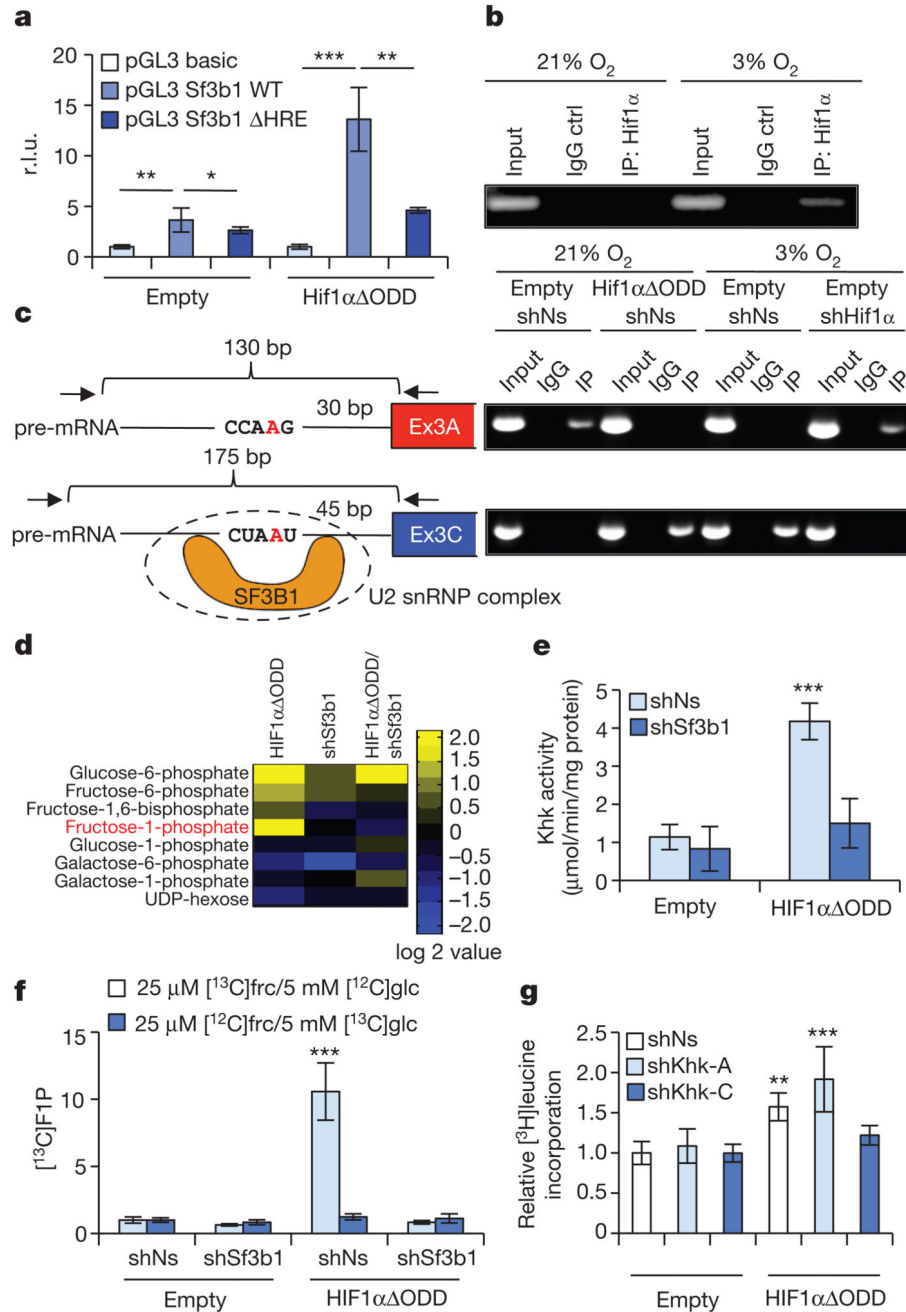 a
20
15
10
5
0
r.l.u.
pGL3 basic
pGL3 Sf3b1 WT
pGL3 Sf3b1 ΔHRE
**
*
***
**
Empty
Hif1αΔODD
b
21% O₂
3% O₂
Input
IgG ctrl
IP: Hif1α
Input
IgG ctrl
IP: Hif1α
21% O₂
3% O₂
Empty
shNs
Hif1αΔODD
shNs
Empty
shNs
Empty
shHif1α
Input
IgG
IP
Input
IgG
IP
Input
IgG
IP
Input
IgG
IP
c
130 bp
30 bp
pre-mRNA
CCAAG
Ex3A
175 bp
45 bp
pre-mRNA
CUAAU
Ex3C
SF3B1
U2 snRNP complex
d
HIF1αΔODD
shSf3b1
HIF1αΔODD/
shSf3b1
Glucose-6-phosphate
Fructose-6-phosphate
Fructose-1,6-bisphosphate
Fructose-1-phosphate
Glucose-1-phosphate
Galactose-6-phosphate
Galactose-1-phosphate
UDP-hexose
2.0
1.5
1.0
0.5
0
−0.5
−1.0
−1.5
−2.0
log 2 value
e
Khk activity
(μmol/min/mg protein)
5
4
3
2
1
0
shNs
shSf3b1
***
Empty
HIF1αΔODD
f
25 μM [¹³C]frc/5 mM [¹²C]glc
25 μM [¹²C]frc/5 mM [¹³C]glc
[¹³C]F1P
15
10
5
0
***
shNs
shSf3b1
shNs
shSf3b1
Empty
HIF1αΔODD
g
Relative [³H]leucine
incorporation
2.5
2.0
1.5
1.0
0.5
0
shNs
shKhk-A
shKhk-C
**
***
Empty
HIF1αΔODD